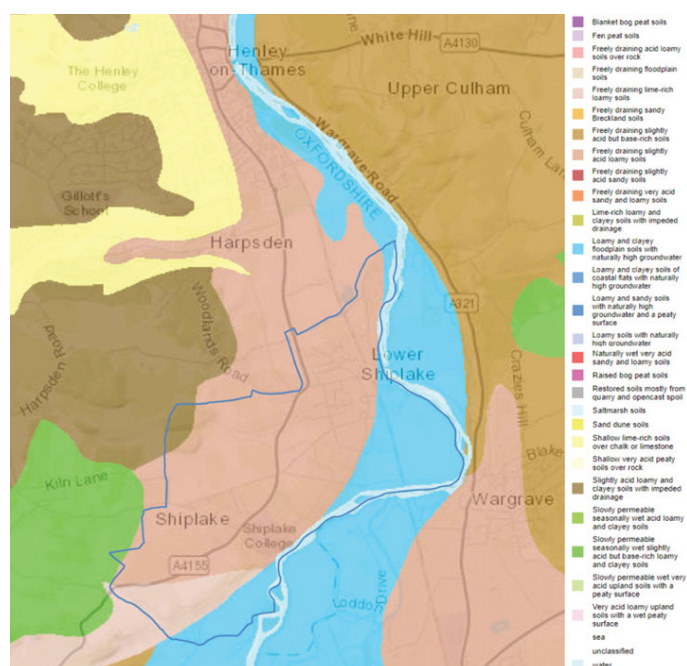 Henley
on-Thames
White Hill
A4130
The Henley
College
Upper Culham
Wargrave Road
OXFORDSHIRE
Culham Lan
Gillott's
School
Harpsden
A321
Woodlands Road
Harpsden
Road
Lower
Shiplake
Crazies Hill
Blake
Kiln Lane
Wargrave
Shiplake
Shiplake
College
A4155
Loddon
Drive
Blanket bog peat soils
Fen peat soils
Freely draining acid loamy
soils over rock
Freely draining floodplain
soils
Freely draining lime-rich
loamy soils
Freely draining sandy
Breckland soils
Freely draining slightly
acid but base-rich soils
Freely draining slightly
acid loamy soils
Freely draining slightly
acid sandy soils
Freely draining very acid
sandy and loamy soils
Lime-rich loamy and
clayey soils with impeded
drainage
Loamy and clayey
floodplain soils with
naturally high groundwater
Loamy and clayey soils of
coastal flats with naturally
high groundwater
Loamy and sandy soils
with naturally high
groundwater and a peaty
surface
Loamy soils with naturally
high groundwater
Naturally wet very acid
sandy and loamy soils
Raised bog peat soils
Restored soils mostly from
quarry and opencast spoil
Saltmarsh soils
Sand dune soils
Shallow lime-rich soils
over chalk or limestone
Shallow very acid peaty
soils over rock
Slightly acid loamy and
clayey soils with impeded
drainage
Slowly permeable
seasonally wet acid loamy
and clayey soils
Slowly permeable
seasonally wet slightly
acid but base-rich loamy
and clayey soils
Slowly permeable wet very
acid upland soils with a
peaty surface
Very acid loamy upland
soils with a wet peaty
surface
sea
unclassified
water